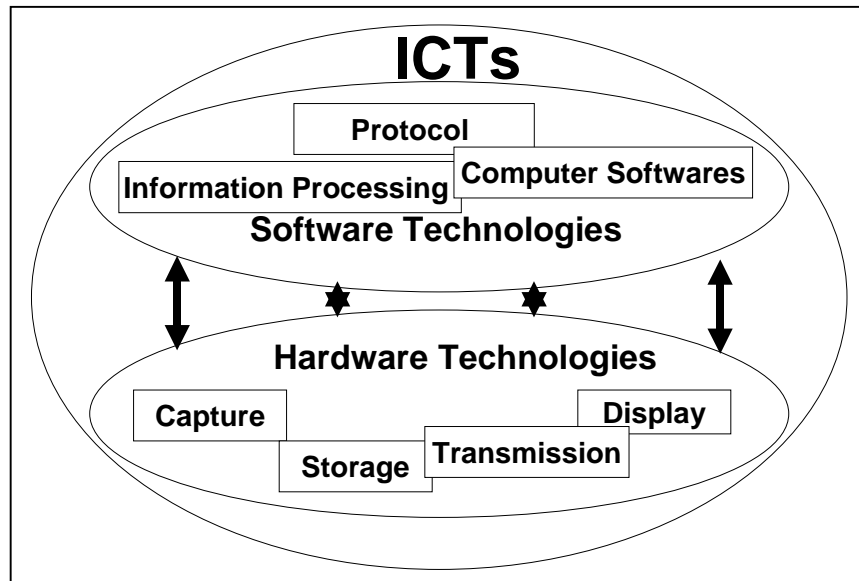 ICTs
Protocol
Computer Softwares
Information Processing
Software Technologies
Hardware Technologies
Capture
Display
Storage
Transmission